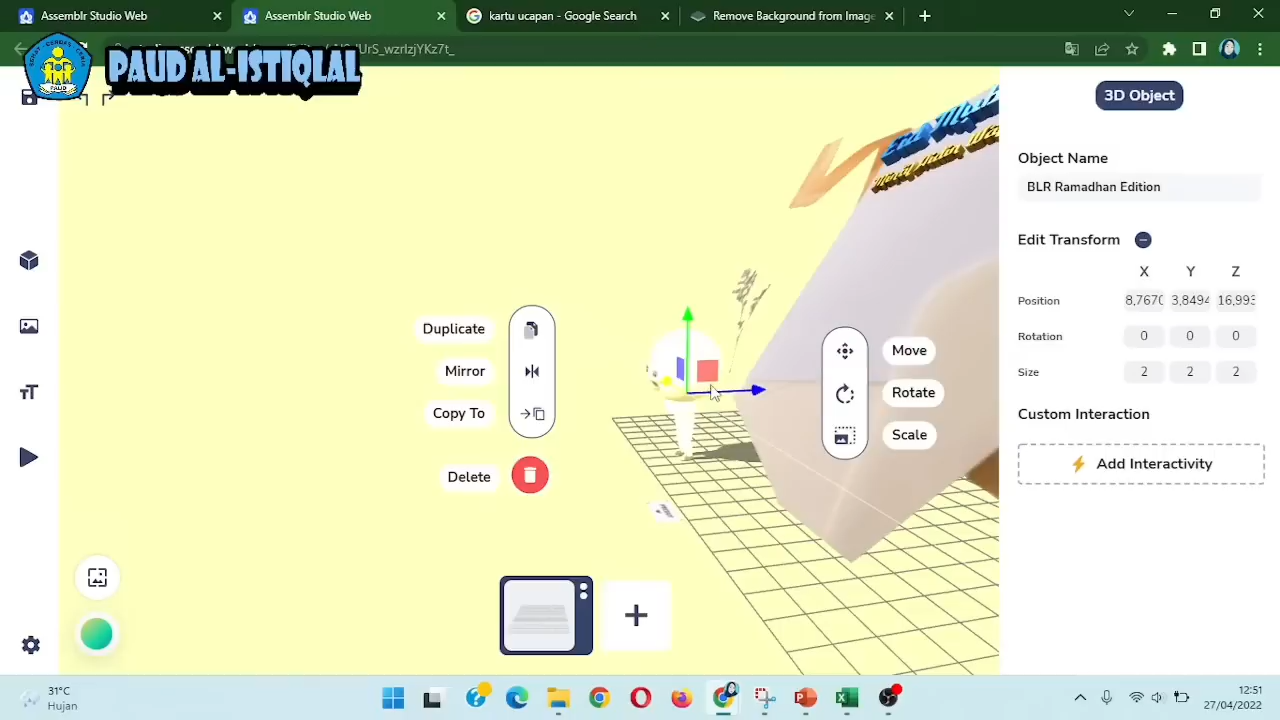 Assemblr Studio Web
Assemblr Studio Web
kartu ucapan - Google Search
Remove Background from Image
JUrS_wzrIzjYKz7t_
PAUD AL-ISTIQLAL
PAUD
3D Object
Object Name
BLR Ramadhan Edition
Edit Transform
X Y Z
Position 8,7670 3,8494 16,993
Rotation 0 0 0
Size 2 2 2
Custom Interaction
Add Interactivity
Duplicate
Mirror
Copy To
Delete
Move
Rotate
Scale
31°C
Hujan
12:51
27/04/2022